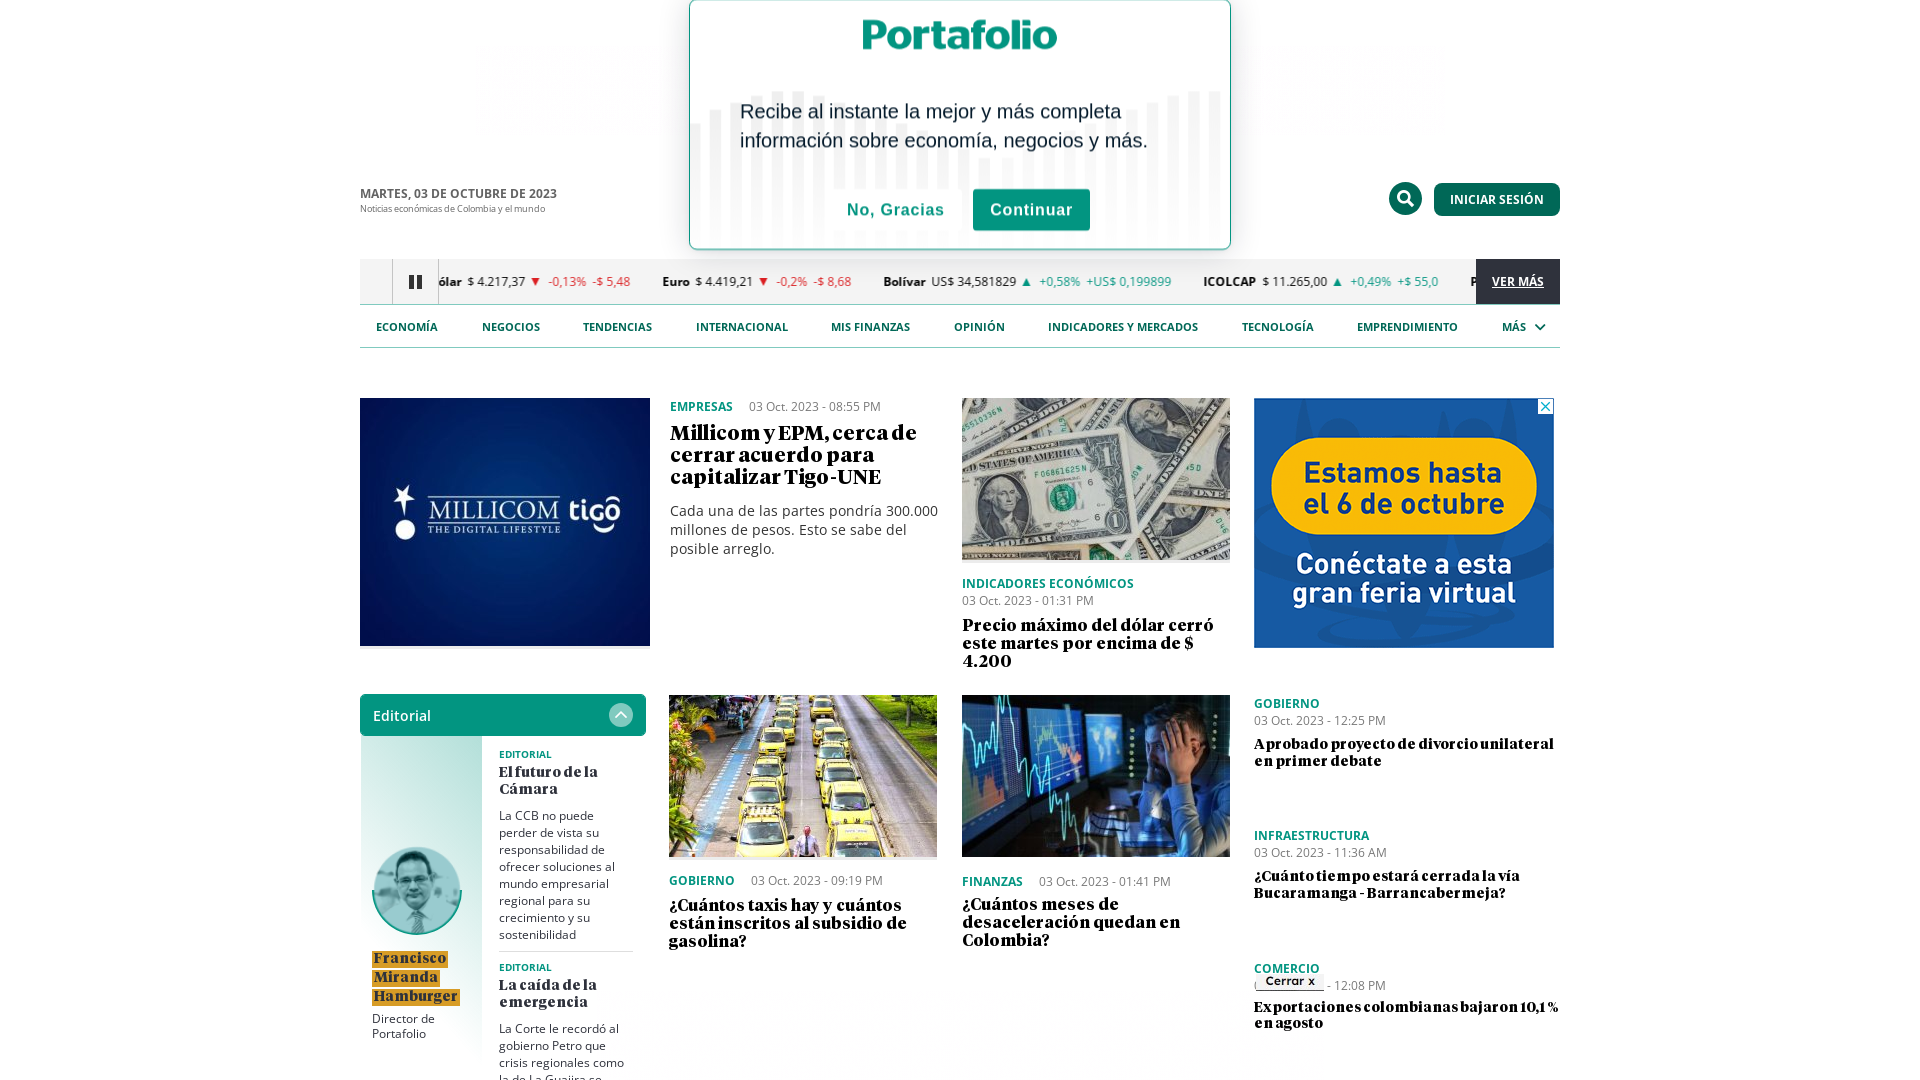 Portafolio
Recibe al instante la mejor y más completa
información sobre economía, negocios y más.
No, Gracias
Continuar
MARTES, 03 DE OCTUBRE DE 2023
Noticias económicas de Colombia y el mundo
INICIAR SESIÓN
ólar $ 4.217,37 ▼ -0,13% -$ 5,48 Euro $ 4.419,21 ▼ -0,2% -$ 8,68 Bolívar US$ 34,581829 ▲ +0,58% +US$ 0,199899 ICOLCAP $ 11.265,00 ▲ +0,49% +$ 55,0
VER MÁS
ECONOMÍA NEGOCIOS TENDENCIAS INTERNACIONAL MIS FINANZAS OPINIÓN INDICADORES Y MERCADOS TECNOLOGÍA EMPRENDIMIENTO MÁS
MILLICOM
THE DIGITAL LIFESTYLE
tigo
EMPRESAS 03 Oct. 2023 - 08:55 PM
Millicom y EPM, cerca de
cerrar acuerdo para
capitalizar Tigo-UNE
Cada una de las partes pondría 300.000
millones de pesos. Esto se sabe del
posible arreglo.
INDICADORES ECONÓMICOS
03 Oct. 2023 - 01:31 PM
Precio máximo del dólar cerró
este martes por encima de $
4.200
Estamos hasta
el 6 de octubre
Conéctate a esta
gran feria virtual
Editorial
EDITORIAL
El futuro de la
Cámara
La CCB no puede
perder de vista su
responsabilidad de
ofrecer soluciones al
mundo empresarial
regional para su
crecimiento y su
sostenibilidad
EDITORIAL
La caída de la
emergencia
La Corte le recordó al
gobierno Petro que
crisis regionales como
la de La Guajira se
Francisco
Miranda
Hamburger
Director de
Portafolio
GOBIERNO 03 Oct. 2023 - 09:19 PM
¿Cuántos taxis hay y cuántos
están inscritos al subsidio de
gasolina?
FINANZAS 03 Oct. 2023 - 01:41 PM
¿Cuántos meses de
desaceleración quedan en
Colombia?
GOBIERNO
03 Oct. 2023 - 12:25 PM
Aprobado proyecto de divorcio unilateral
en primer debate
INFRAESTRUCTURA
03 Oct. 2023 - 11:36 AM
¿Cuánto tiempo estará cerrada la vía
Bucaramanga - Barrancabermeja?
COMERCIO
Cerrar x
- 12:08 PM
Exportaciones colombianas bajaron 10,1 %
en agosto